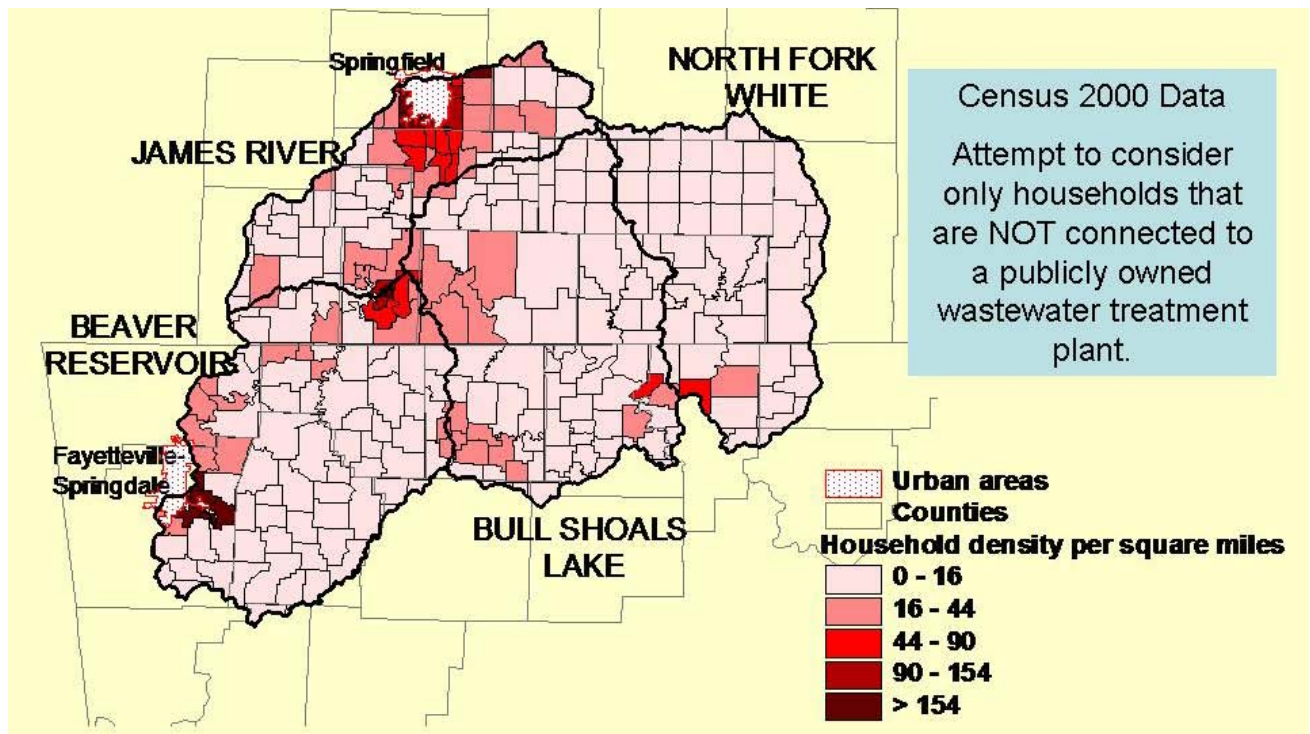 Springfield
NORTH FORK
WHITE
JAMES RIVER
BEAVER
RESERVOIR
Fayetteville-
Springdale
BULL SHOALS
LAKE
Census 2000 Data
Attempt to consider
only households that
are NOT connected to
a publicly owned
wastewater treatment
plant.
Urban areas
Counties
Household density per square miles
0 - 16
16 - 44
44 - 90
90 - 154
> 154